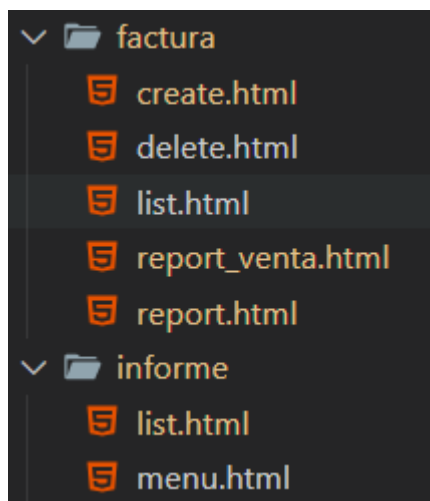 factura
create.html
delete.html
list.html
report_venta.html
report.html
informe
list.html
menu.html